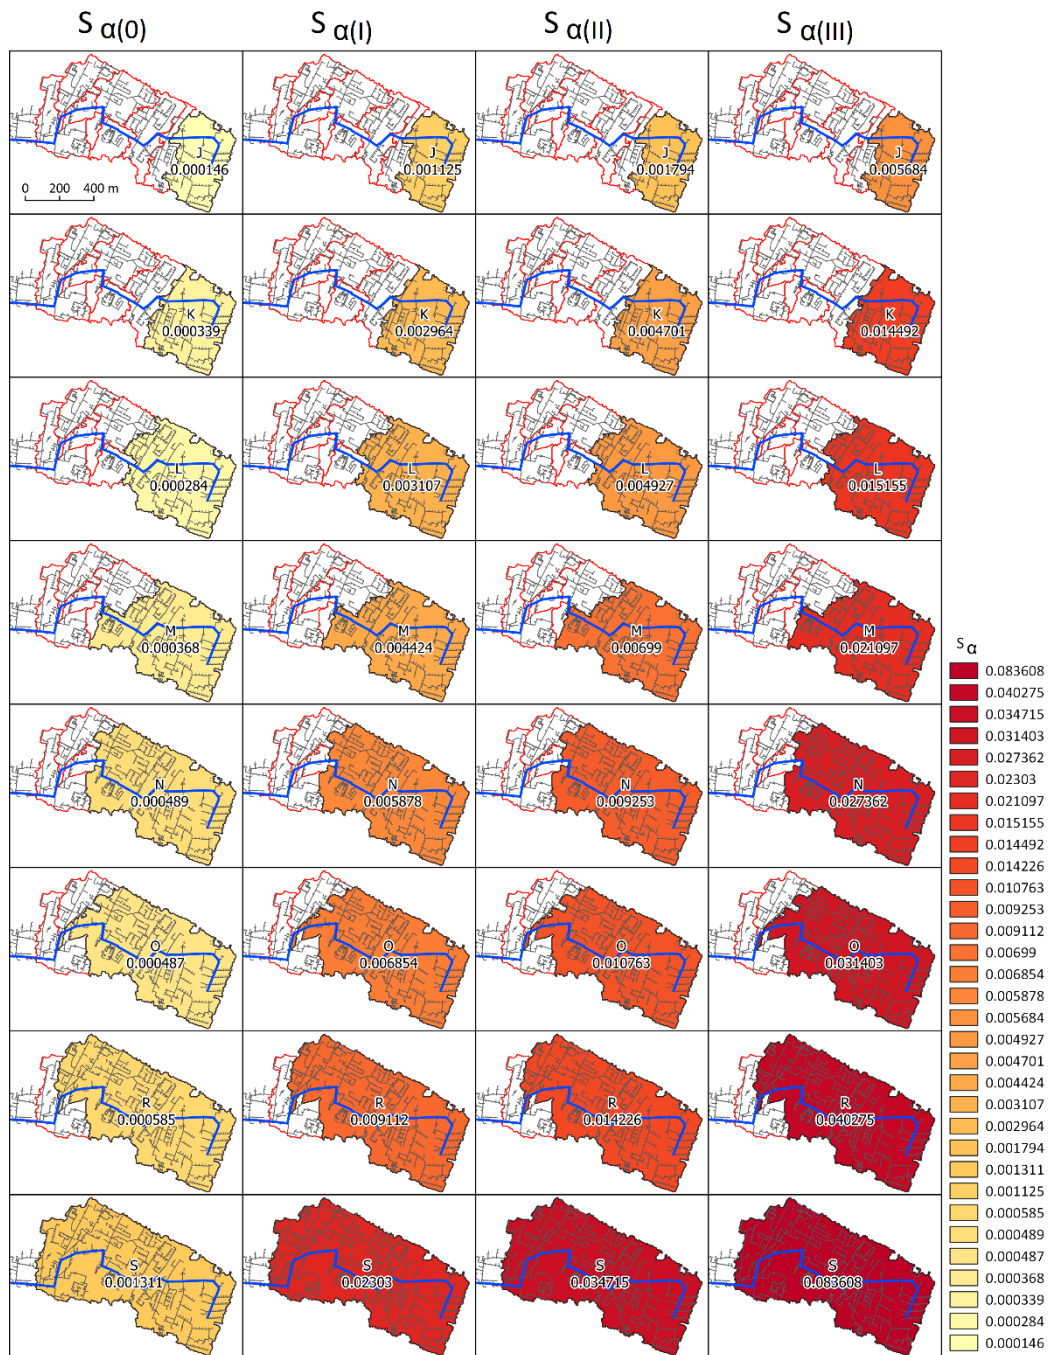 S α(0) S α(I) S α(II) S α(III)
J J J J
0.000146 0.001125 0.001794 0.005684
0 200 400 m
K K K K
0.000339 0.002964 0.004701 0.014492
L L L L
0.000284 0.003107 0.004927 0.015155
M M M M
0.000368 0.004424 0.00699 0.021097
N N N N
0.000489 0.005878 0.009253 0.027362
O O O O
0.000487 0.006854 0.010763 0.031403
R R R R
0.000585 0.009112 0.014226 0.040275
S S S S
0.001311 0.02303 0.034715 0.083608
S α
0.083608
0.040275
0.034715
0.031403
0.027362
0.02303
0.021097
0.015155
0.014492
0.014226
0.010763
0.009253
0.009112
0.00699
0.006854
0.005878
0.005684
0.004927
0.004701
0.004424
0.003107
0.002964
0.001794
0.001311
0.001125
0.000585
0.000489
0.000487
0.000368
0.000339
0.000284
0.000146